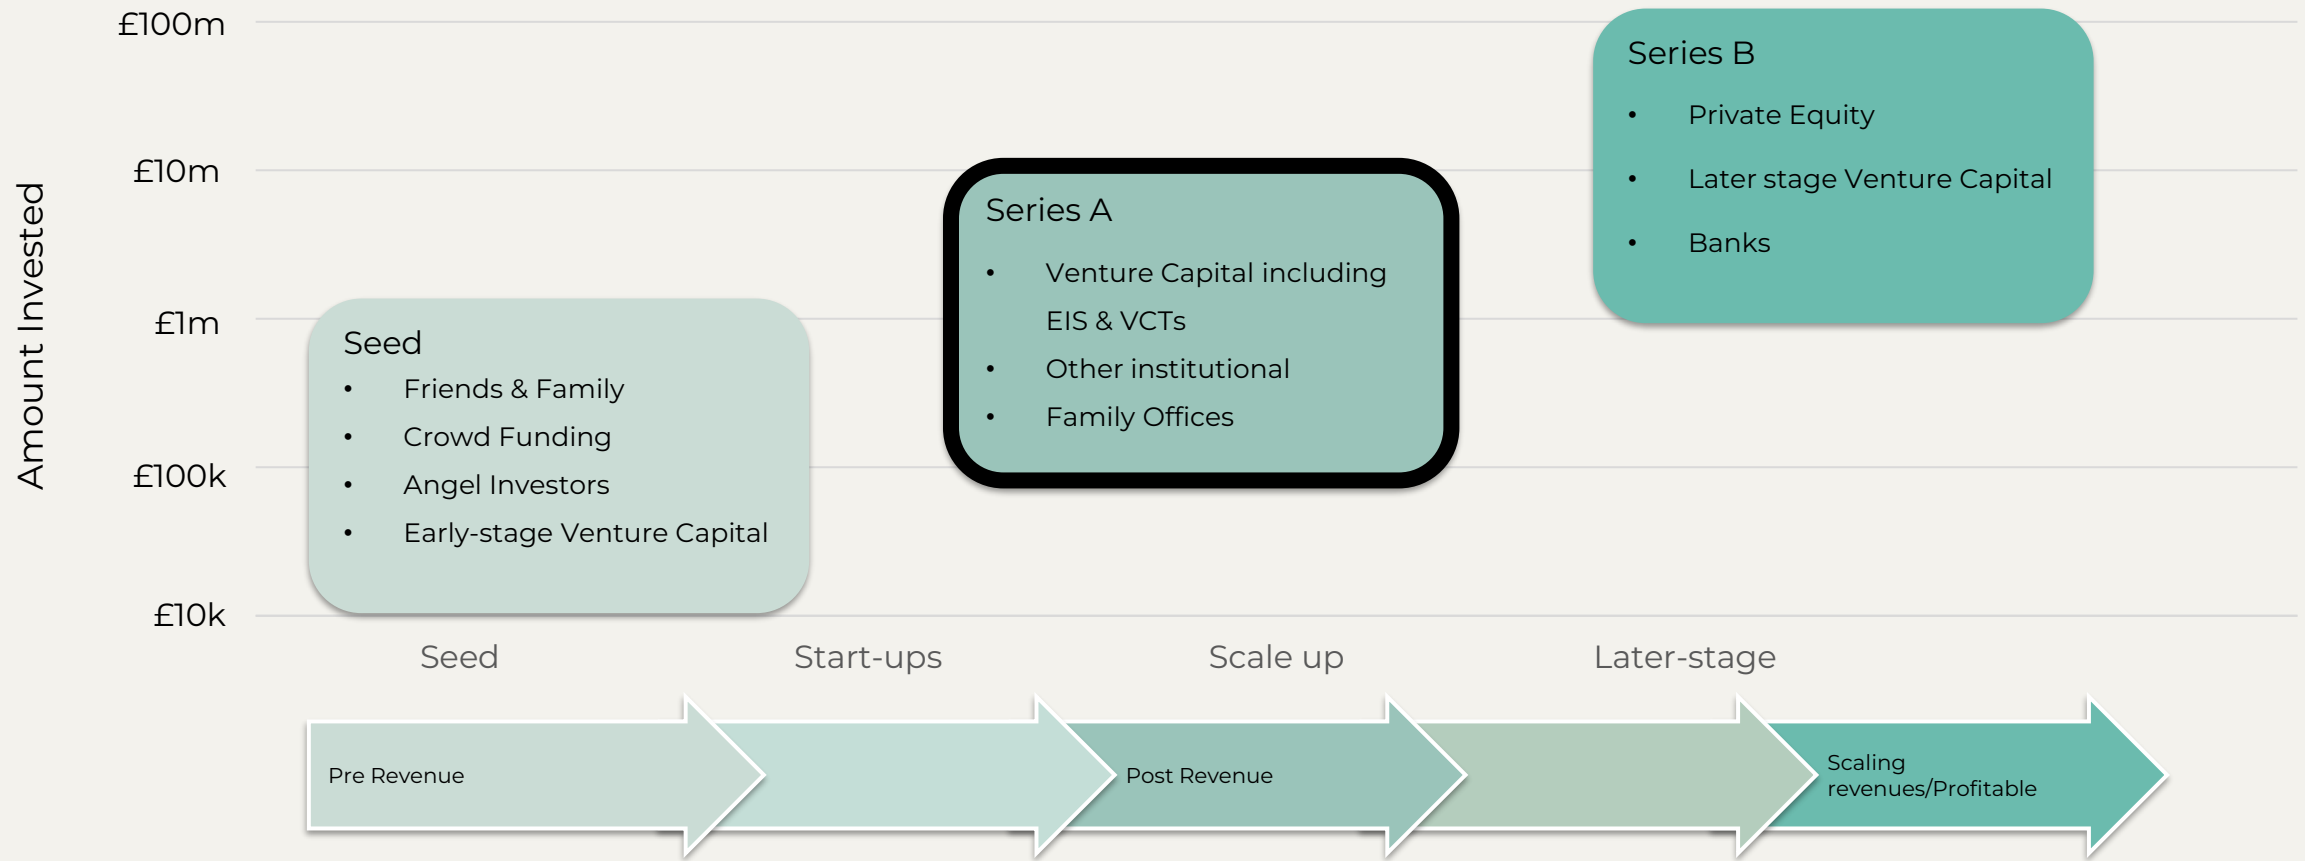 Amount Invested
£100m
£10m
£1m
£100k
£10k
Seed
• Friends & Family
• Crowd Funding
• Angel Investors
• Early-stage Venture Capital
Series A
• Venture Capital including
EIS & VCTs
• Other institutional
• Family Offices
Series B
• Private Equity
• Later stage Venture Capital
• Banks
Seed
Start-ups
Scale up
Later-stage
Pre Revenue
Post Revenue
Scaling
revenues/Profitable